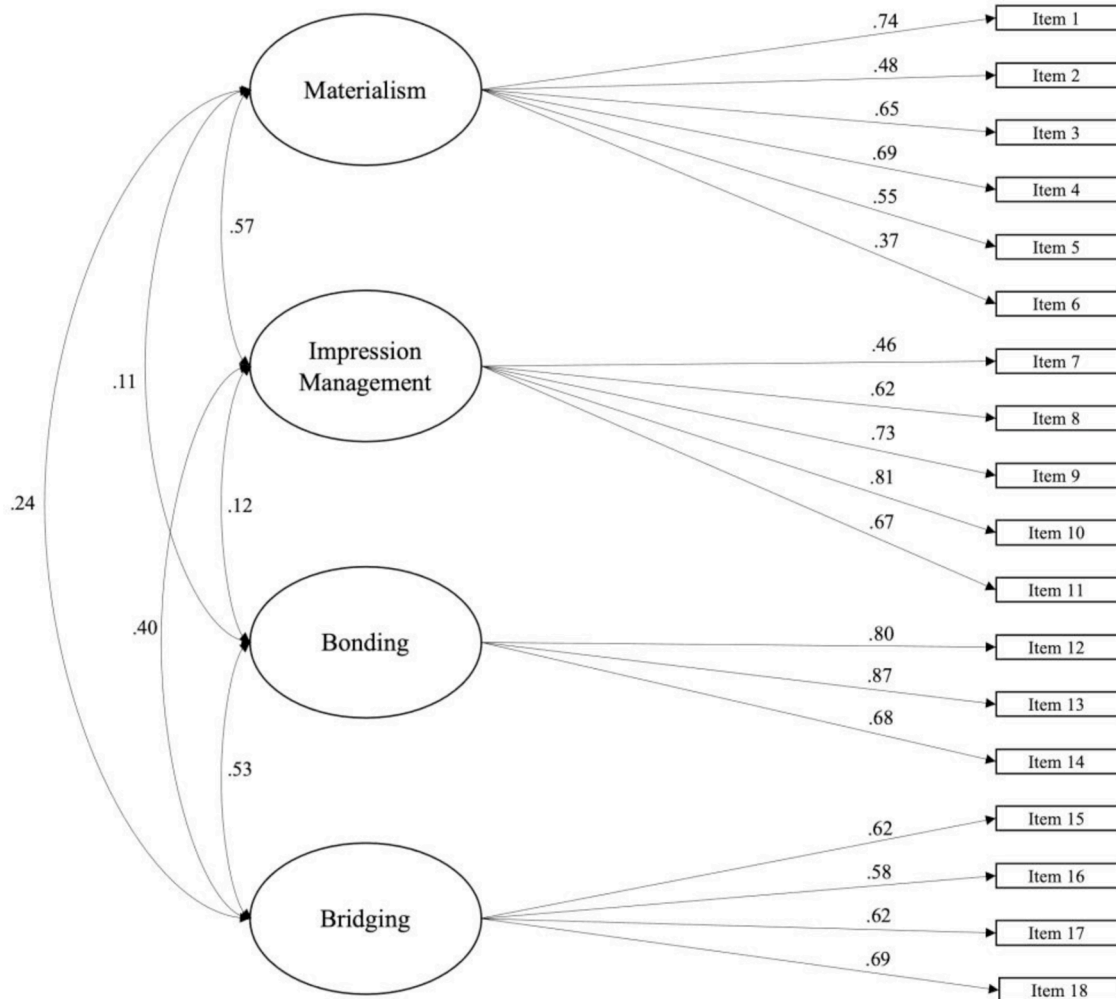 .74
Item 1
.48
Item 2
Materialism
.65
Item 3
.69
Item 4
.55
Item 5
.37
Item 6
.57
.46
Item 7
Impression
Management
.62
Item 8
.11
.73
Item 9
.81
Item 10
.67
Item 11
.24
.12
.80
Item 12
.40
Bonding
.87
Item 13
.68
Item 14
.53
.62
Item 15
.58
Item 16
Bridging
.62
Item 17
.69
Item 18